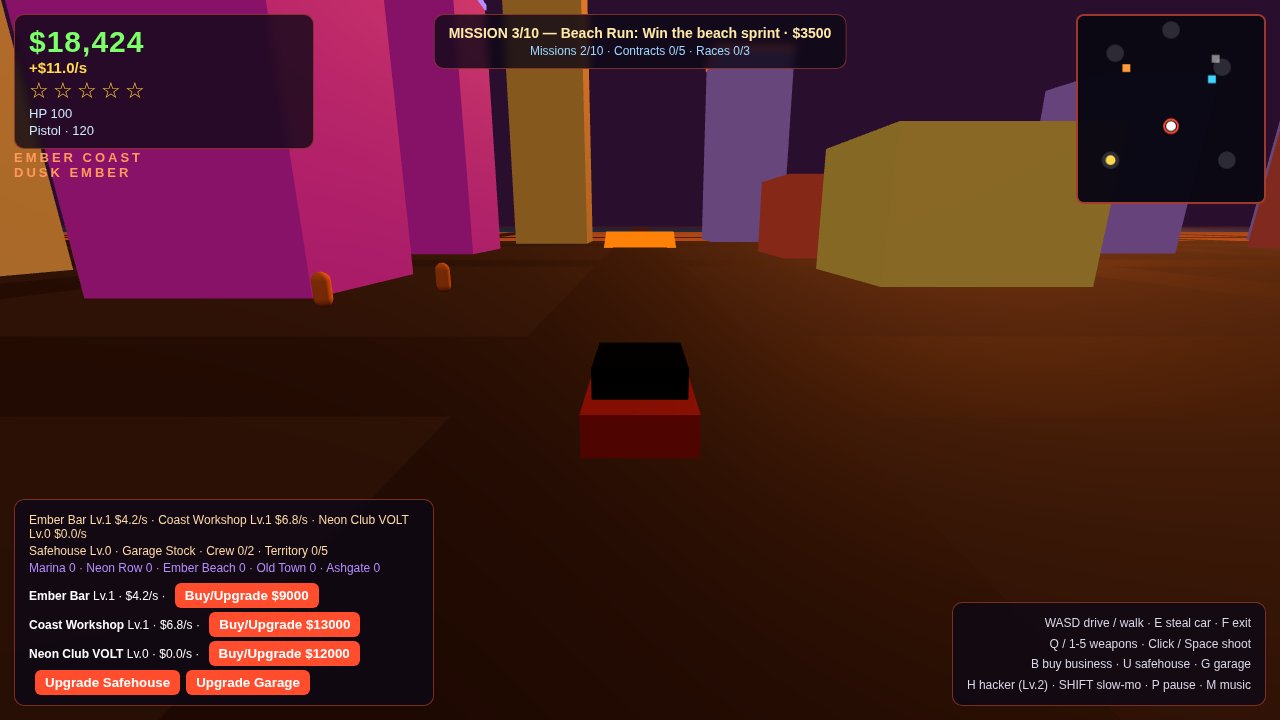 $18,424
+$11.0/s
☆☆☆☆☆
HP 100
Pistol · 120
EMBER COAST
DUSK EMBER
MISSION 3/10 — Beach Run: Win the beach sprint · $3500
Missions 2/10 · Contracts 0/5 · Races 0/3
Ember Bar Lv.1 $4.2/s · Coast Workshop Lv.1 $6.8/s · Neon Club VOLT
Lv.0 $0.0/s
Safehouse Lv.0 · Garage Stock · Crew 0/2 · Territory 0/5
Marina 0 · Neon Row 0 · Ember Beach 0 · Old Town 0 · Ashgate 0
Ember Bar Lv.1 · $4.2/s · Buy/Upgrade $9000
Coast Workshop Lv.1 · $6.8/s · Buy/Upgrade $13000
Neon Club VOLT Lv.0 · $0.0/s · Buy/Upgrade $12000
Upgrade Safehouse Upgrade Garage
WASD drive / walk · E steal car · F exit
Q / 1-5 weapons · Click / Space shoot
B buy business · U safehouse · G garage
H hacker (Lv.2) · SHIFT slow-mo · P pause · M music